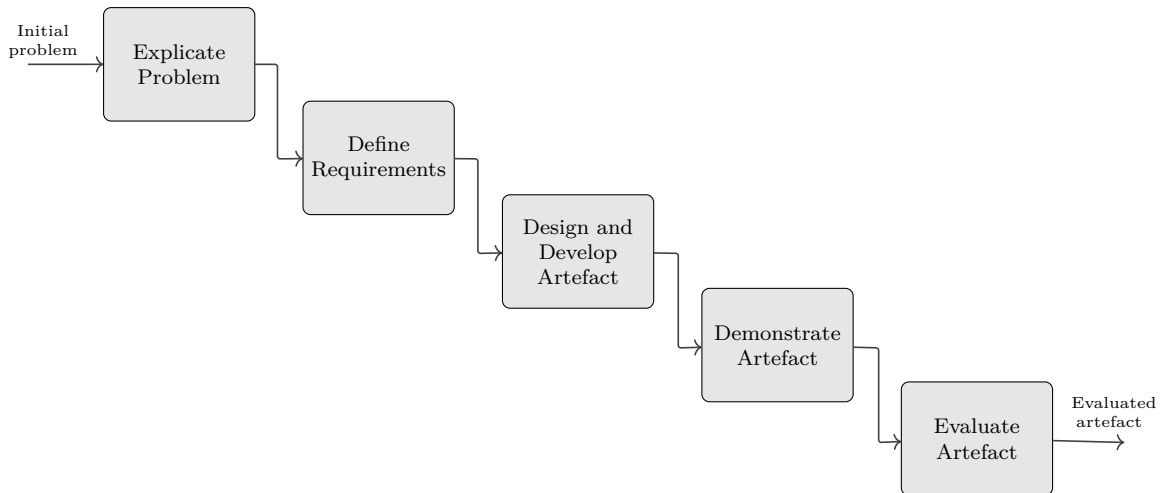 Initial
problem
Explicate
Problem
Define
Requirements
Design and
Develop
Artefact
Demonstrate
Artefact
Evaluate
Artefact
Evaluated
artefact